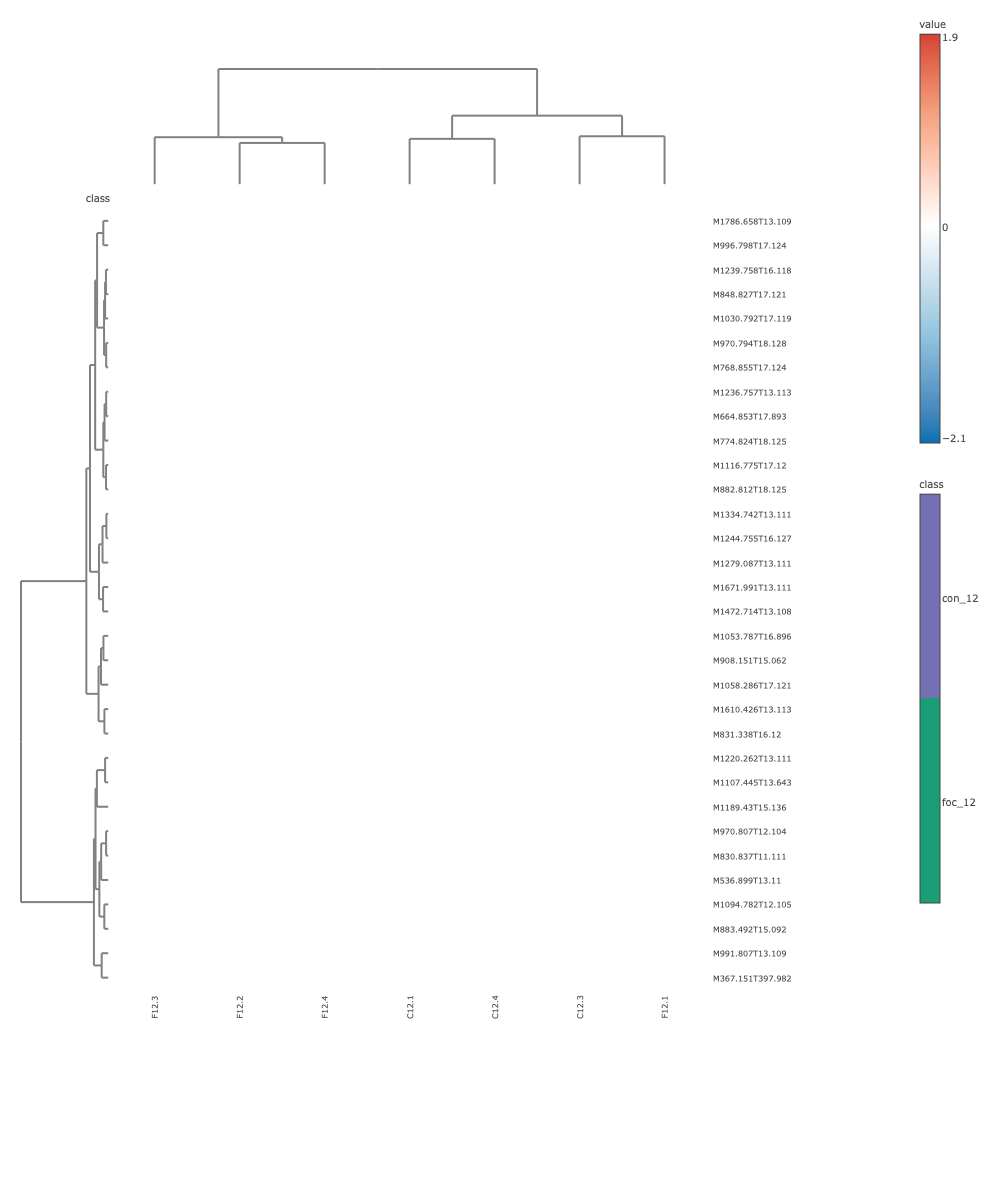 value
1.9
0
−2.1
class
M1786.658T13.109
M996.798T17.124
M1239.758T16.118
M848.827T17.121
M1030.792T17.119
M970.794T18.128
M768.855T17.124
M1236.757T13.113
M664.853T17.893
M774.824T18.125
M1116.775T17.12
M882.812T18.125
M1334.742T13.111
M1244.755T16.127
M1279.087T13.111
M1671.991T13.111
M1472.714T13.108
M1053.787T16.896
M908.151T15.062
M1058.286T17.121
M1610.426T13.113
M831.338T16.12
M1220.262T13.111
M1107.445T13.643
M1189.43T15.136
M970.807T12.104
M830.837T11.111
M536.899T13.11
M1094.782T12.105
M883.492T15.092
M991.807T13.109
M367.151T397.982
class
con_12
foc_12
F12.3
F12.2
F12.4
C12.1
C12.4
C12.3
F12.1